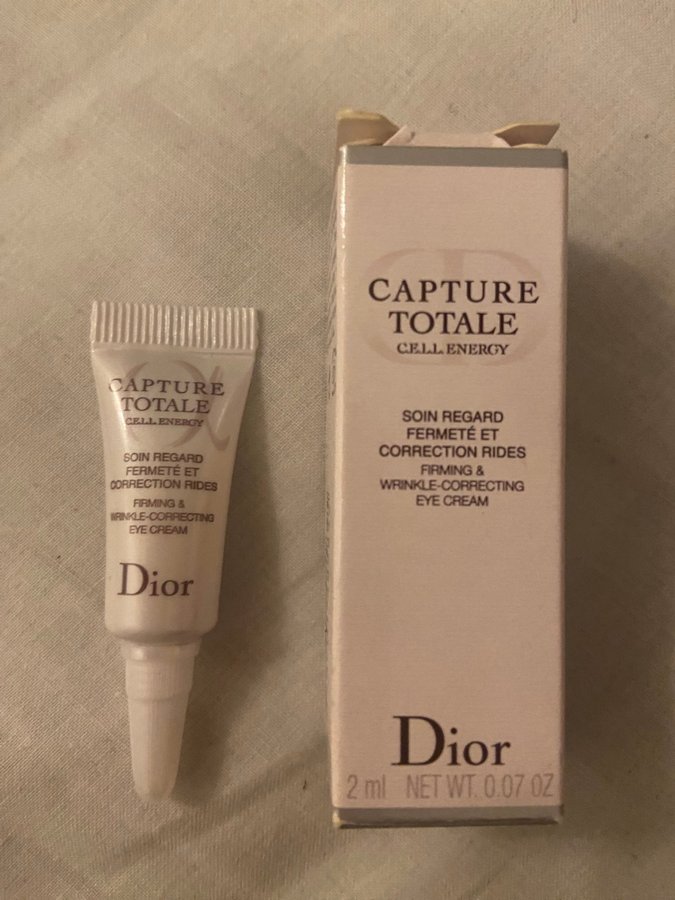 CAPTURE
TOTALE
C.E.L.L. ENERGY
SOIN REGARD
FERMETÉ ET
CORRECTION RIDES
FIRMING &
WRINKLE-CORRECTING
EYE CREAM
Dior
CAPTURE
TOTALE
C.E.L.L. ENERGY
SOIN REGARD
FERMETÉ ET
CORRECTION RIDES
FIRMING &
WRINKLE-CORRECTING
EYE CREAM
Dior
2 ml NET WT. 0.07 OZ